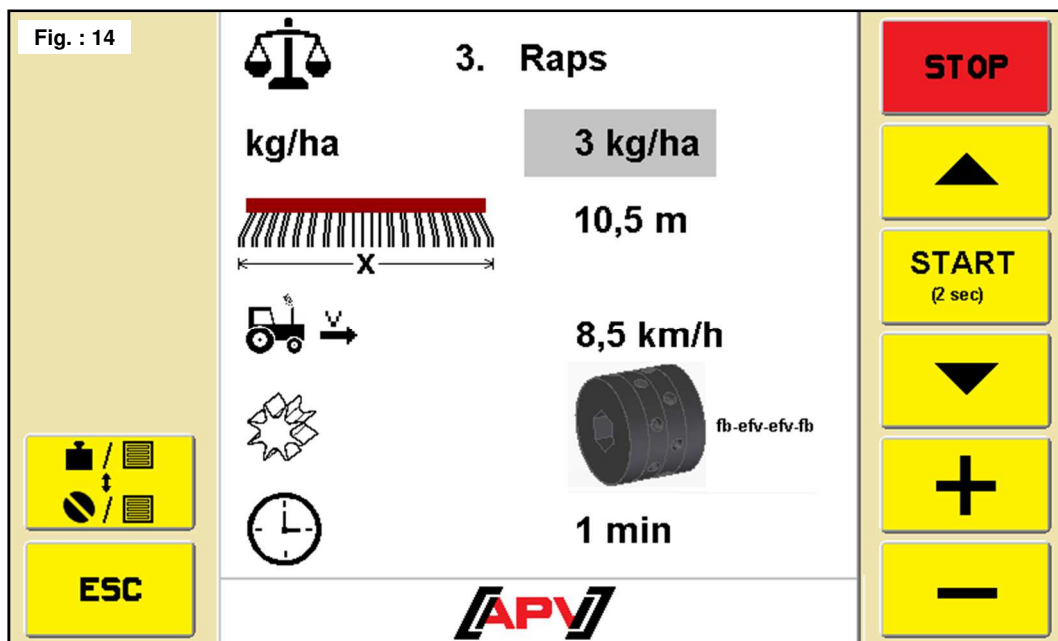 Fig. : 14
3. Raps
STOP
kg/ha
3 kg/ha
10,5 m
X
START
(2 sec)
V
8,5 km/h
fb-efv-efv-fb
/
/
+
1 min
ESC
APV
−